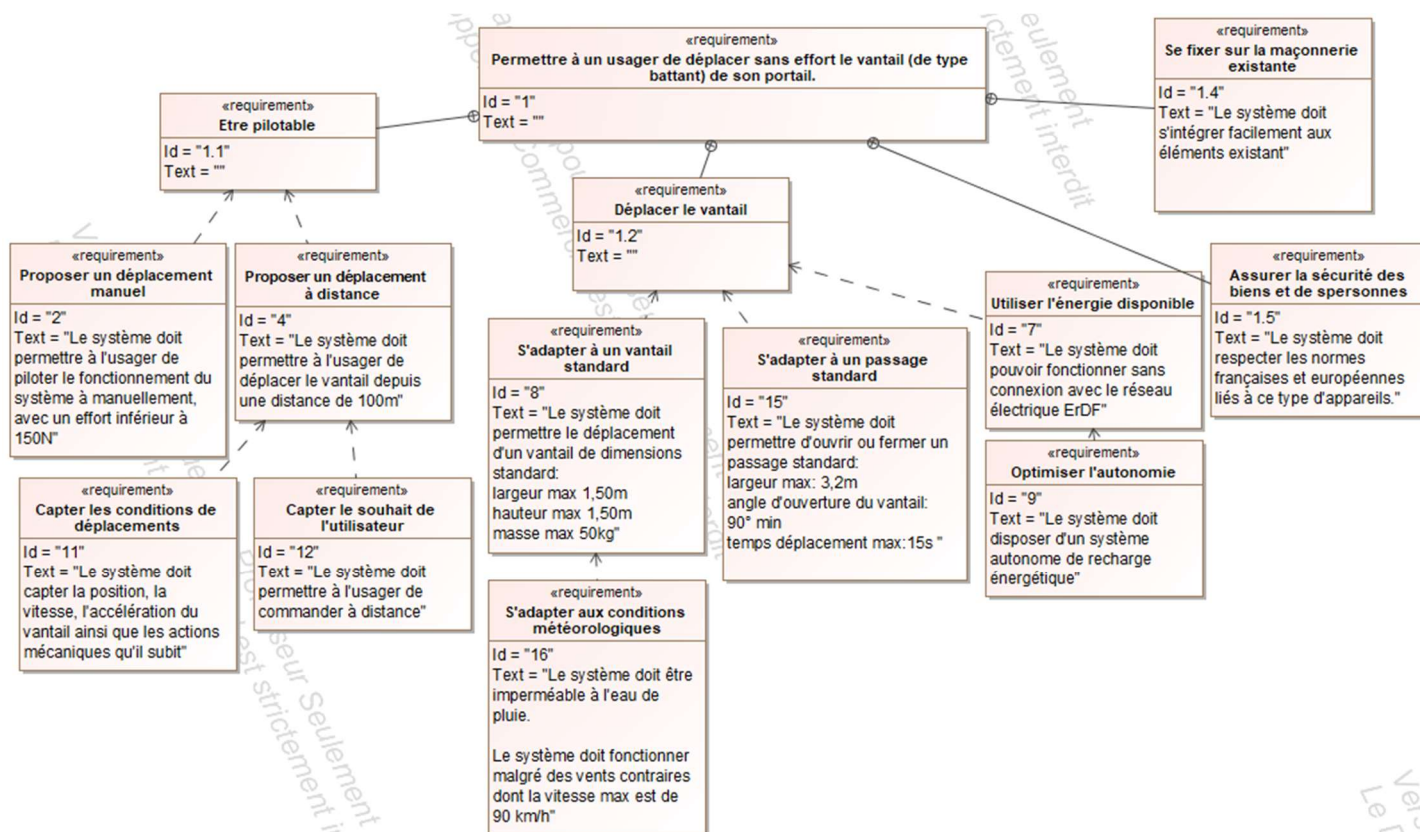 «requirement»
Permettre à un usager de déplacer sans effort le vantail (de type
battant) de son portail.
Id = "1"
Text = ""
«requirement»
Se fixer sur la maçonnerie
existante
Id = "1.4"
Text = "Le système doit
s'intégrer facilement aux
éléments existant"
«requirement»
Etre pilotable
Id = "1.1"
Text = ""
«requirement»
Déplacer le vantail
Id = "1.2"
Text = ""
«requirement»
Proposer un déplacement
manuel
Id = "2"
Text = "Le système doit
permettre à l'usager de
piloter le fonctionnement du
système à manuellement,
avec un effort inférieur à
150N"
«requirement»
Proposer un déplacement
à distance
Id = "4"
Text = "Le système doit
permettre à l'usager de
déplacer le vantail depuis
une distance de 100m"
«requirement»
Utiliser l'énergie disponible
Id = "7"
Text = "Le système doit
pouvoir fonctionner sans
connexion avec le réseau
électrique ErDF"
«requirement»
Assurer la sécurité des
biens et de spersonnes
Id = "1.5"
Text = "Le système doit
respecter les normes
françaises et européennes
liés à ce type d'appareils."
«requirement»
S'adapter à un vantail
standard
Id = "8"
Text = "Le système doit
permettre le déplacement
d'un vantail de dimensions
standard:
largeur max 1,50m
hauteur max 1,50m
masse max 50kg"
«requirement»
S'adapter à un passage
standard
Id = "15"
Text = "Le système doit
permettre d'ouvrir ou fermer un
passage standard:
largeur max: 3,2m
angle d'ouverture du vantail:
90° min
temps déplacement max:15s "
«requirement»
Optimiser l'autonomie
Id = "9"
Text = "Le système doit
disposer d'un système
autonome de recharge
énergétique"
«requirement»
Capter les conditions de
déplacements
Id = "11"
Text = "Le système doit
capter la position, la
vitesse, l'accélération du
vantail ainsi que les actions
mécaniques qu'il subit"
«requirement»
Capter le souhait de
l'utilisateur
Id = "12"
Text = "Le système doit
permettre à l'usager de
commander à distance"
«requirement»
S'adapter aux conditions
météorologiques
Id = "16"
Text = "Le système doit être
imperméable à l'eau de
pluie.
Le système doit fonctionner
malgré des vents contraires
dont la vitesse max est de
90 km/h"